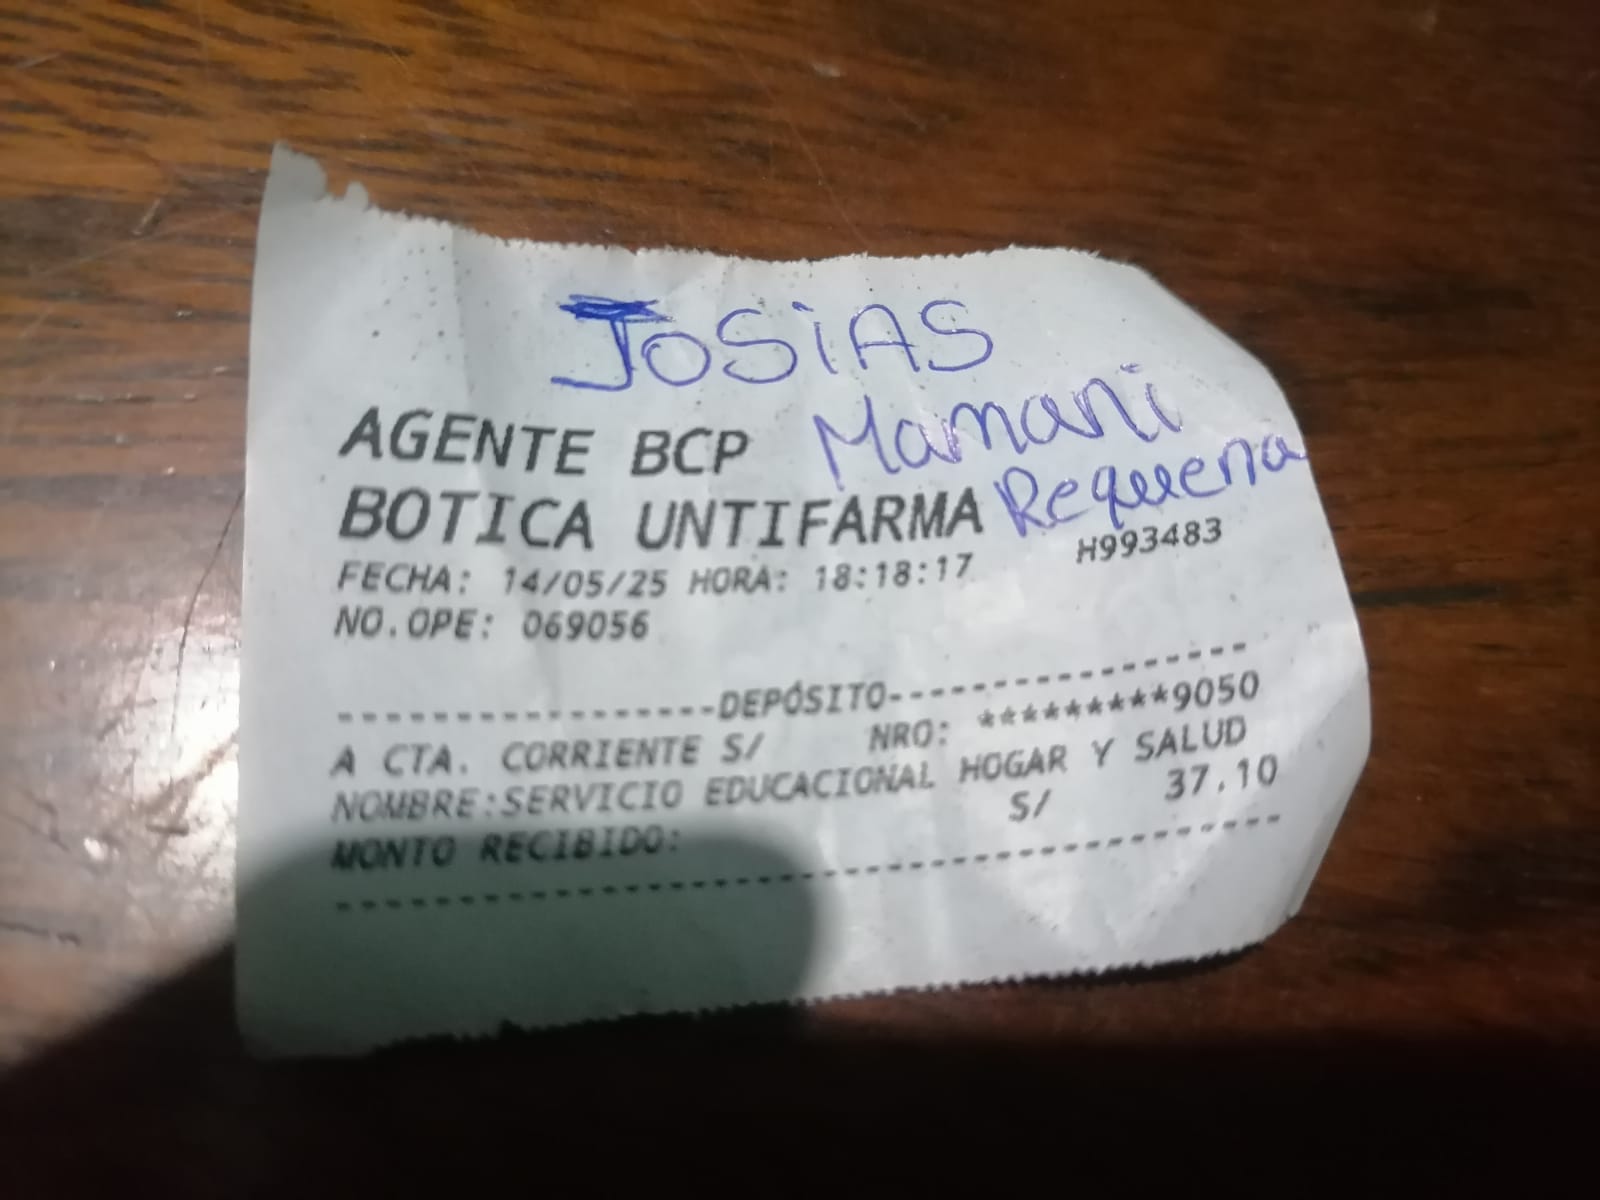 JOSiAS
Mamani
AGENTE BCP
Requena
BOTICA UNTIFARMA
H993483
FECHA: 14/05/25 HORA: 18:18:17
NO.OPE: 069056
-----------------DEPÓSITO-----------------
A CTA. CORRIENTE S/ NRO: *********9050
NOMBRE:SERVICIO EDUCACIONAL HOGAR Y SALUD
MONTO RECIBIDO: S/ 37.10